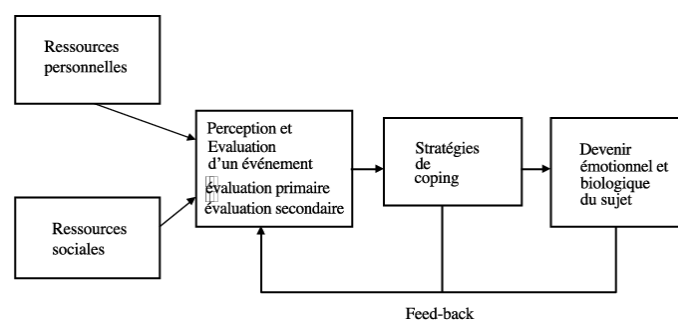 Ressources
personnelles
Perception et
Evaluation
d'un événement
évaluation primaire
évaluation secondaire
Stratégies
de
coping
Devenir
émotionnel et
biologique
du sujet
Ressources
sociales
Feed-back